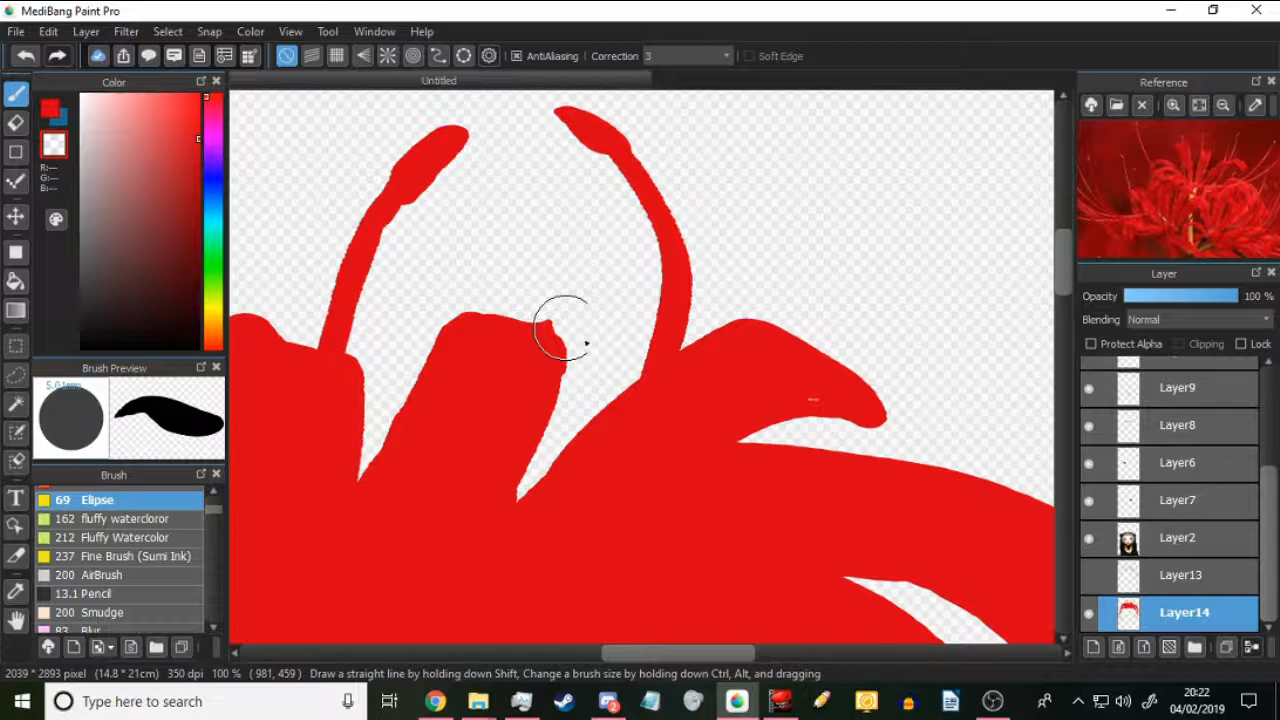 MediBang Paint Pro
File Edit Layer Filter Select Snap Color View Tool Window Help
AntiAliasing Correction 3 Soft Edge
Color
Untitled
Reference
R:---
G:---
B:---
Brush Preview
5.01mm
Brush
69 Elipse
162 fluffy watercloror
212 Fluffy Watercolor
237 Fine Brush (Sumi Ink)
200 AirBrush
13.1 Pencil
200 Smudge
83 Blur
Layer
Opacity 100 %
Blending Normal
Protect Alpha Clipping Lock
Layer9
Layer8
Layer6
Layer7
Layer2
Layer13
Layer14
T
2039 * 2893 pixel (14.8 * 21cm) 350 dpi 100 % ( 981, 459 ) Draw a straight line by holding down Shift, Change a brush size by holding down Ctrl, Alt, and dragging
Type here to search
2
20:22
04/02/2019